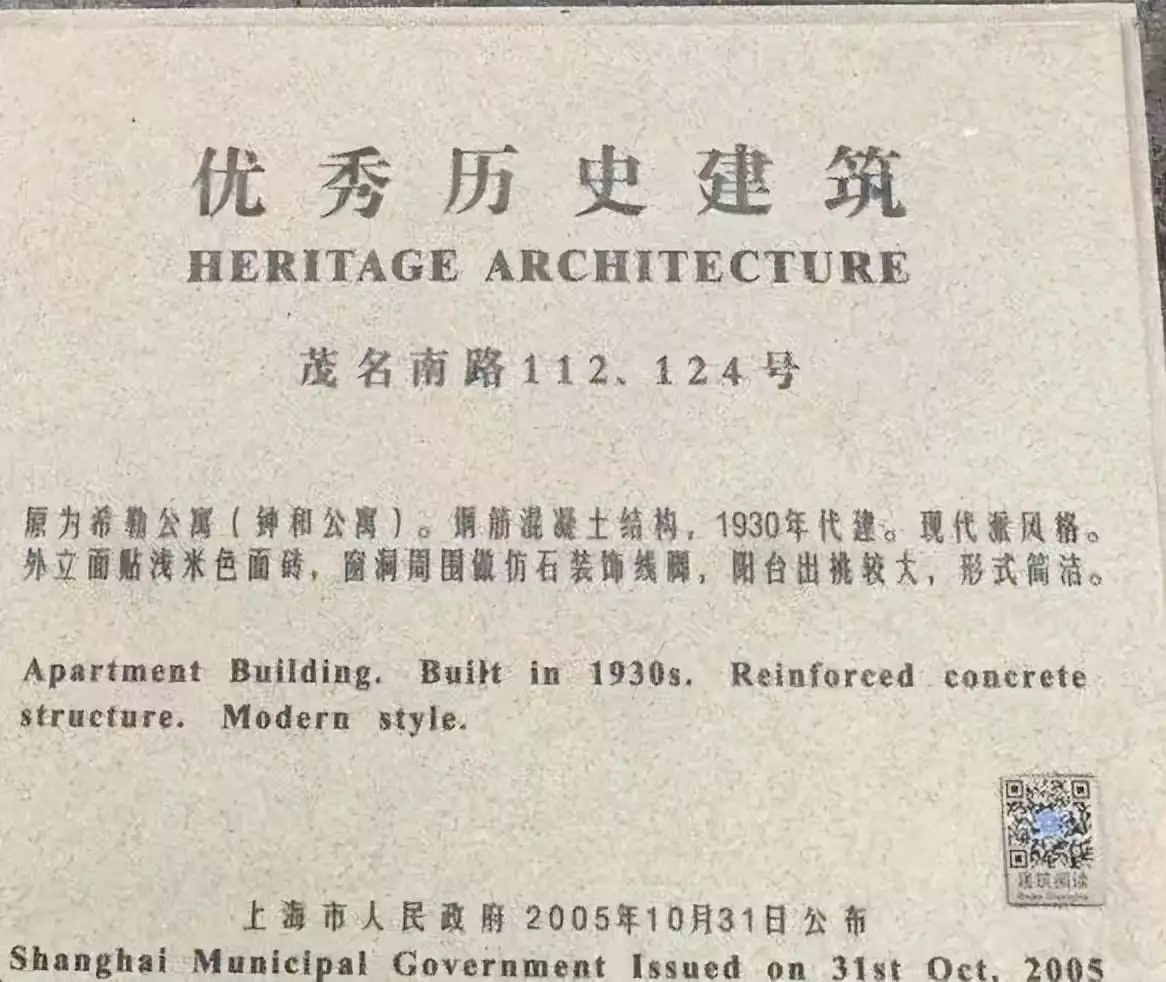 优秀历史建筑
HERITAGE ARCHITECTURE
茂名南路112、124号
原为希勒公寓（钟和公寓）。钢筋混凝土结构，1930年代建。现代派风格。
外立面贴浅米色面砖，窗洞周围做仿石装饰线脚，阳台出挑较大，形式简洁。
Apartment Building. Built in 1930s. Reinforced concrete
structure. Modern style.
建筑阅读
上海市人民政府 2005年10月31日公布
Shanghai Municipal Government Issued on 31st Oct, 2005